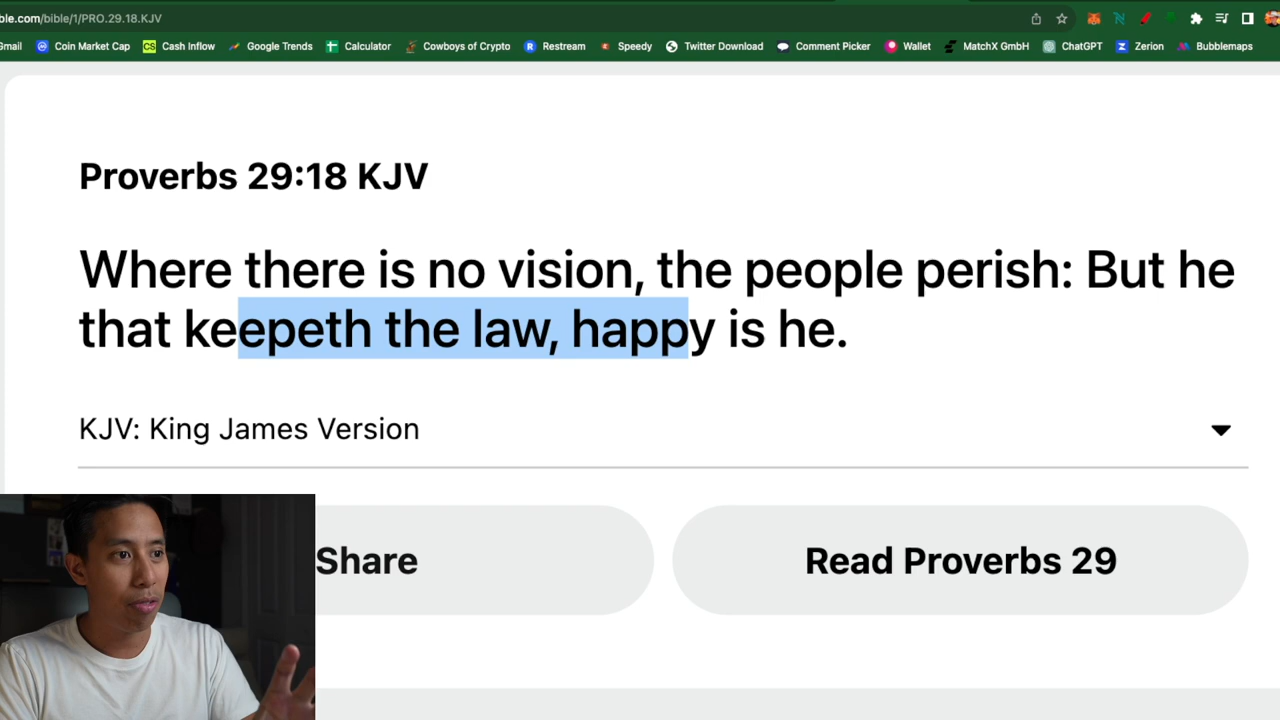 ble.com/bible/1/PRO.29.18.KJV
Gmail Coin Market Cap CS Cash Inflow Google Trends Calculator Cowboys of Crypto R Restream Speedy Twitter Download Comment Picker Wallet MatchX GmbH ChatGPT Z Zerion Bubblemaps
Proverbs 29:18 KJV
Where there is no vision, the people perish: But he
that keepeth the law, happy is he.
KJV: King James Version
Share Read Proverbs 29